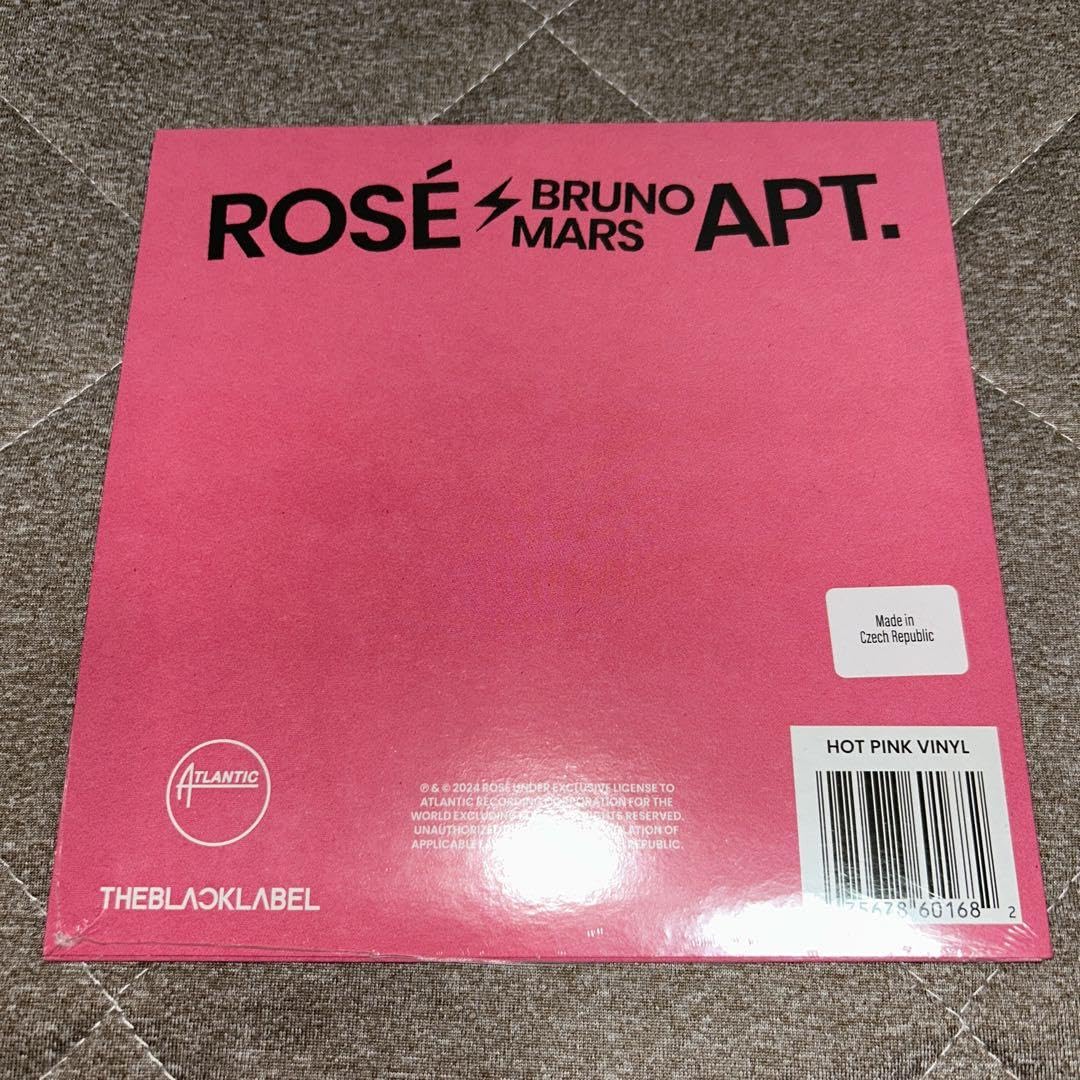 ROSÉ
BRUNO
MARS
APT.
Made in
Czech Republic
HOT PINK VINYL
75678 60168 2
ATLANTIC
THEBLACKLABEL
℗ & © 2024 ROSÉ UNDER EXCLUSIVE LICENSE TO
ATLANTIC RECORDING CORPORATION FOR THE
WORLD EXCLUDING RIGHTS RESERVED.
UNAUTHORIZED OF
APPLICABLE REPUBLIC.